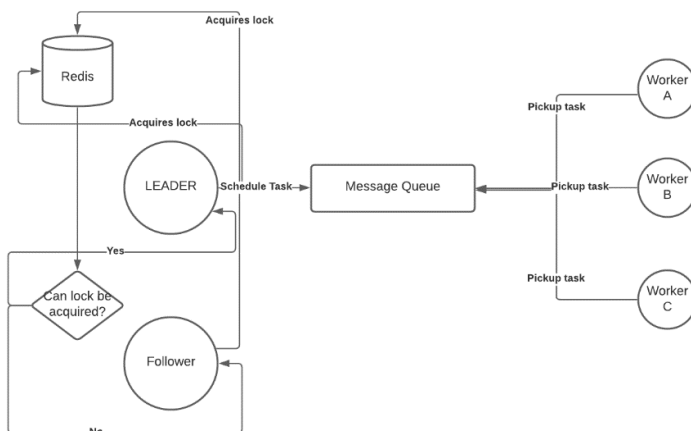 Acquires lock
Redis
Worker
A
Pickup task
Acquires lock
LEADER
Schedule Task
Message Queue
Pickup task
Worker
B
Yes
Pickup task
Worker
C
Can lock be
acquired?
Follower
No